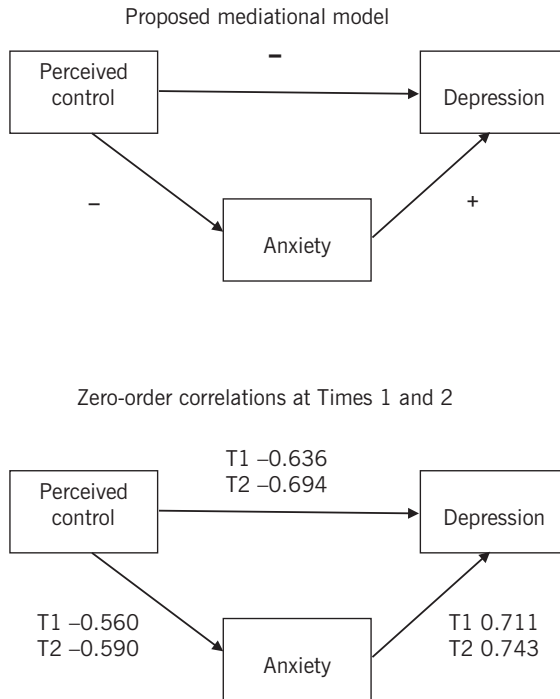 Proposed mediational model
–
Perceived
control
Depression
–
+
Anxiety
Zero-order correlations at Times 1 and 2
T1 –0.636
T2 –0.694
Perceived
control
Depression
T1 –0.560
T2 –0.590
T1 0.711
T2 0.743
Anxiety